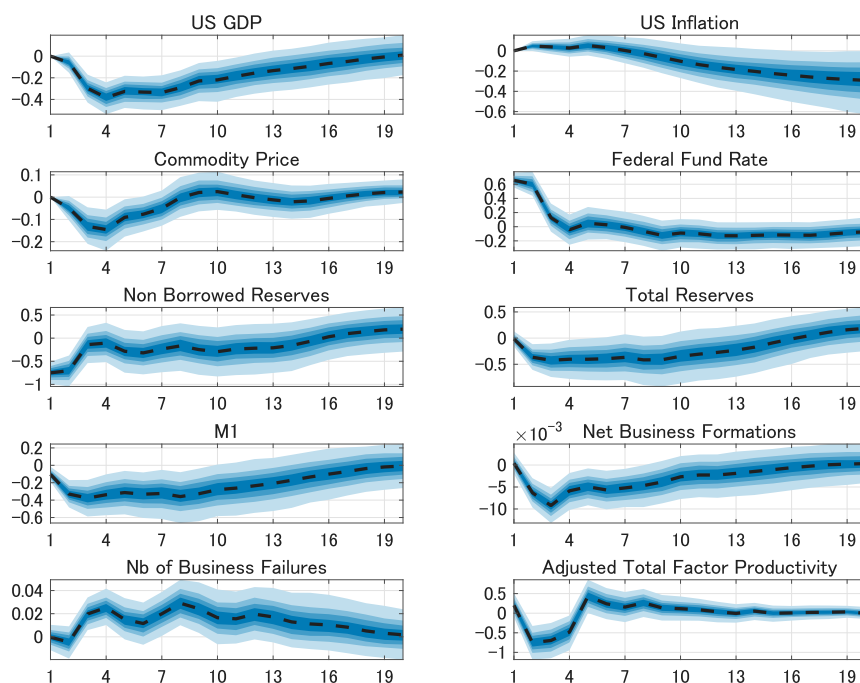 US GDP
0
−0.2
−0.4
1 4 7 10 13 16 19
US Inflation
0
−0.2
−0.4
−0.6
1 4 7 10 13 16 19
Commodity Price
0.1
0
−0.1
−0.2
1 4 7 10 13 16 19
Federal Fund Rate
0.6
0.4
0.2
0
−0.2
1 4 7 10 13 16 19
Non Borrowed Reserves
0.5
0
−0.5
−1
1 4 7 10 13 16 19
Total Reserves
0.5
0
−0.5
1 4 7 10 13 16 19
M1
0.2
0
−0.2
−0.4
−0.6
1 4 7 10 13 16 19
×10−3 Net Business Formations
0
−5
−10
1 4 7 10 13 16 19
Nb of Business Failures
0.04
0.02
0
1 4 7 10 13 16 19
Adjusted Total Factor Productivity
0.5
0
−0.5
−1
1 4 7 10 13 16 19